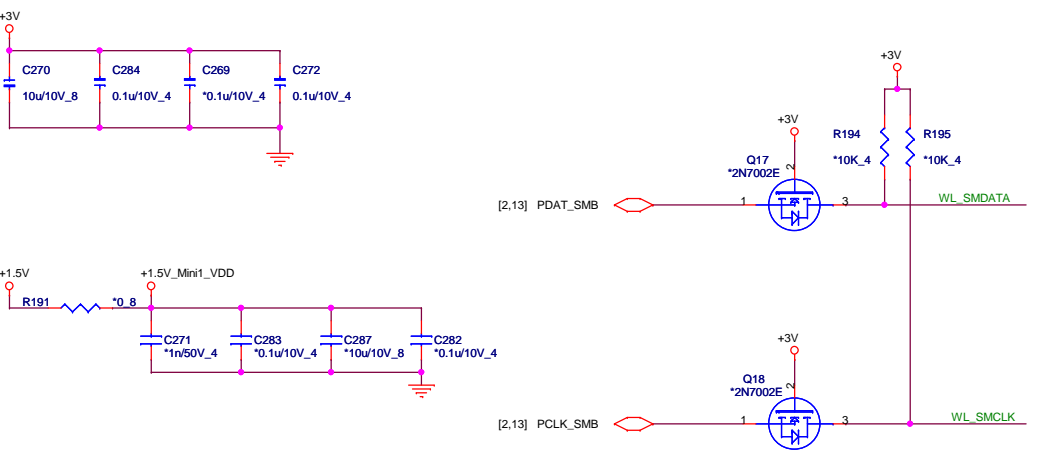 +3V
C270
10u/10V_8
C284
0.1u/10V_4
C269
*0.1u/10V_4
C272
0.1u/10V_4
+3V
R194
*10K_4
R195
*10K_4
+3V
Q17
*2N7002E
2
[2,13] PDAT_SMB
1
3
WL_SMDATA
+1.5V
R191
*0_8
+1.5V_Mini1_VDD
C271
*1n/50V_4
C283
*0.1u/10V_4
C287
*10u/10V_8
C282
*0.1u/10V_4
+3V
Q18
*2N7002E
2
[2,13] PCLK_SMB
1
3
WL_SMCLK